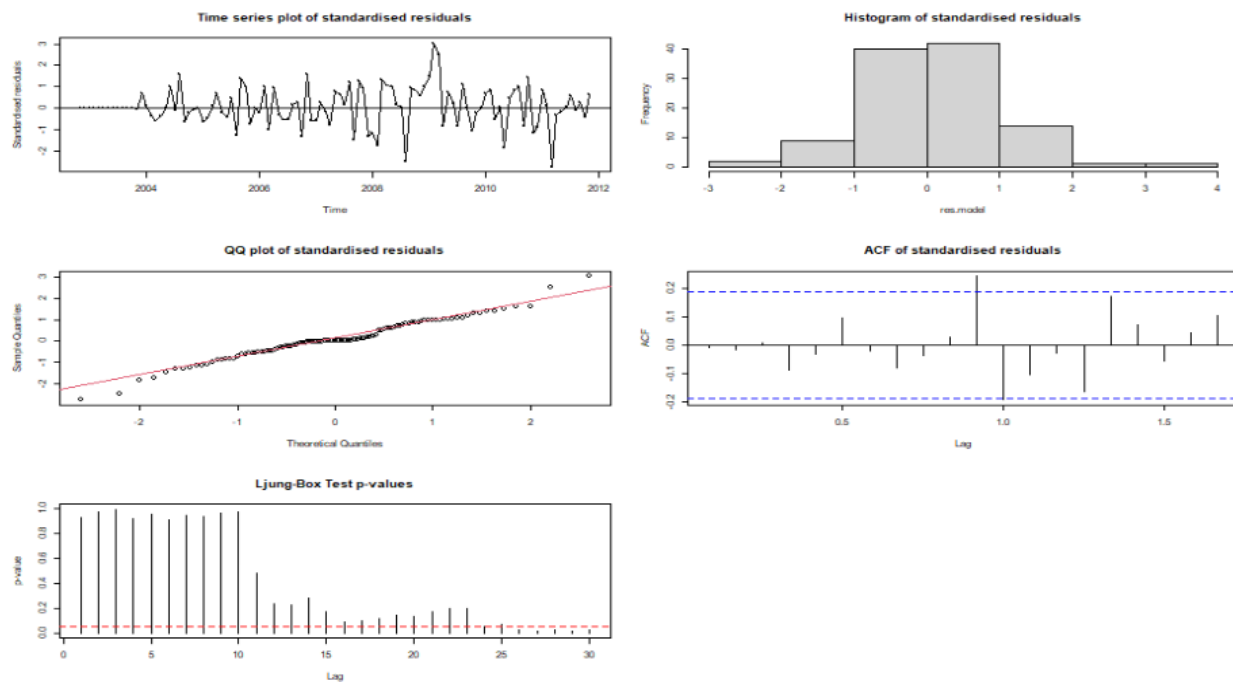 Time series plot of standardised residuals
Standardised residuals
-2 -1 0 1 2 3
2004 2006 2008 2010 2012
Time
Histogram of standardised residuals
Frequency
0 10 20 30 40
-3 -2 -1 0 1 2 3 4
res.model
QQ plot of standardised residuals
Sample Quantiles
-2 -1 0 1 2 3
-2 -1 0 1 2
Theoretical Quantiles
ACF of standardised residuals
ACF
-0.2 -0.1 0.0 0.1 0.2
0.5 1.0 1.5
Lag
Ljung-Box Test p-values
p-value
0.0 0.2 0.4 0.6 0.8 1.0
0 5 10 15 20 25 30
Lag